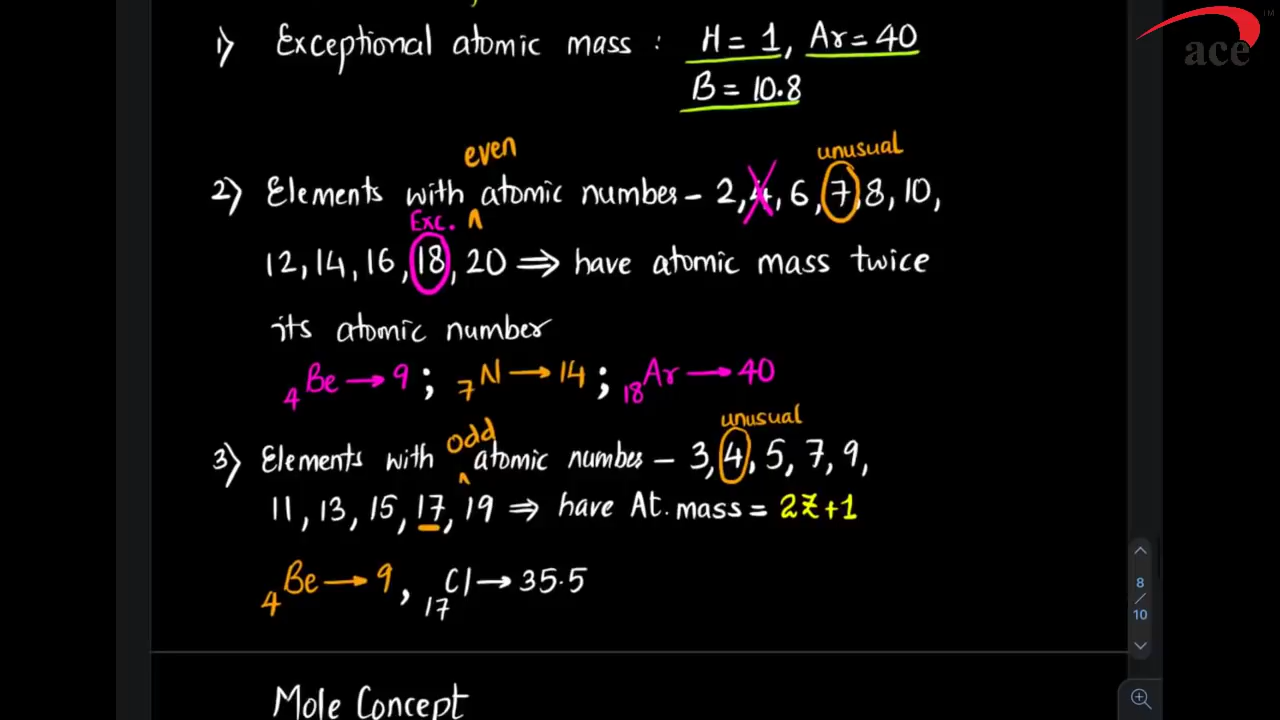 ace TM
1) Exceptional atomic mass : H = 1, Ar = 40
B = 10.8
even
unusual
2) Elements with ∧ atomic number - 2, 4, 6, 7, 8, 10,
Exc.
12, 14, 16, 18, 20 ⇒ have atomic mass twice
its atomic number
4Be → 9 ; 7N → 14 ; 18Ar → 40
odd
unusual
3) Elements with ∧ atomic number - 3, 4, 5, 7, 9,
11, 13, 15, 17, 19 ⇒ have At. mass = 2Z+1
4Be → 9, 17Cl → 35.5
8
/
10
Mole Concept